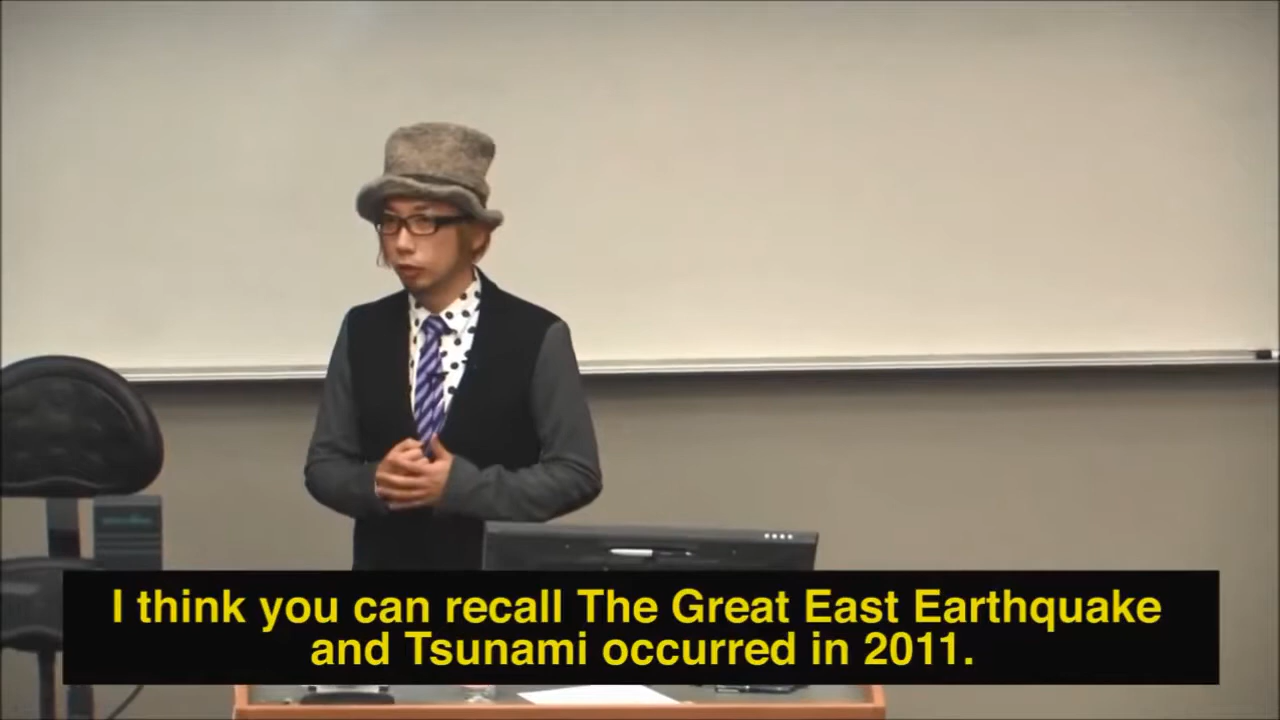 I think you can recall The Great East Earthquake
and Tsunami occurred in 2011.